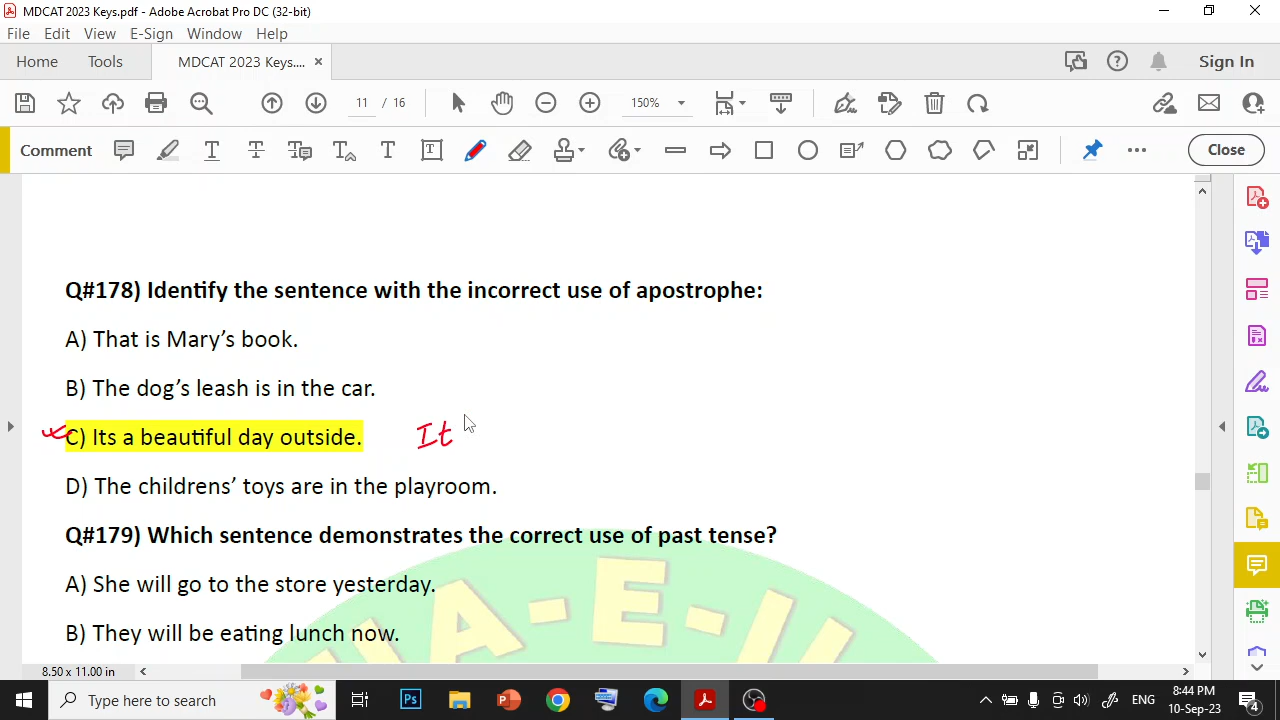 MDCAT 2023 Keys.pdf - Adobe Acrobat Pro DC (32-bit)
File Edit View E-Sign Window Help
Home Tools MDCAT 2023 Keys.... × Sign In
11 / 16 150%
Comment Close
Q#178) Identify the sentence with the incorrect use of apostrophe:
A) That is Mary’s book.
B) The dog’s leash is in the car.
C) Its a beautiful day outside. It
D) The childrens’ toys are in the playroom.
Q#179) Which sentence demonstrates the correct use of past tense?
A) She will go to the store yesterday.
B) They will be eating lunch now.
A-E-
8.50 x 11.00 in
Type here to search
ENG
8:44 PM
10-Sep-23
4